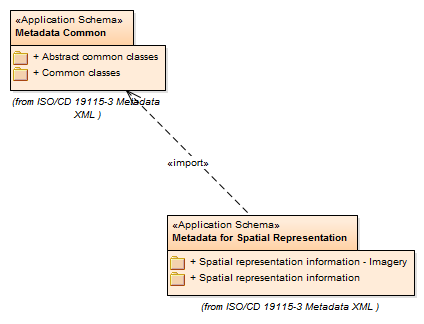 «Application Schema»
Metadata Common
+ Abstract common classes
+ Common classes
(from ISO/CD 19115-3 Metadata
XML )
«import»
«Application Schema»
Metadata for Spatial Representation
+ Spatial representation information - Imagery
+ Spatial representation information
(from ISO/CD 19115-3 Metadata XML )